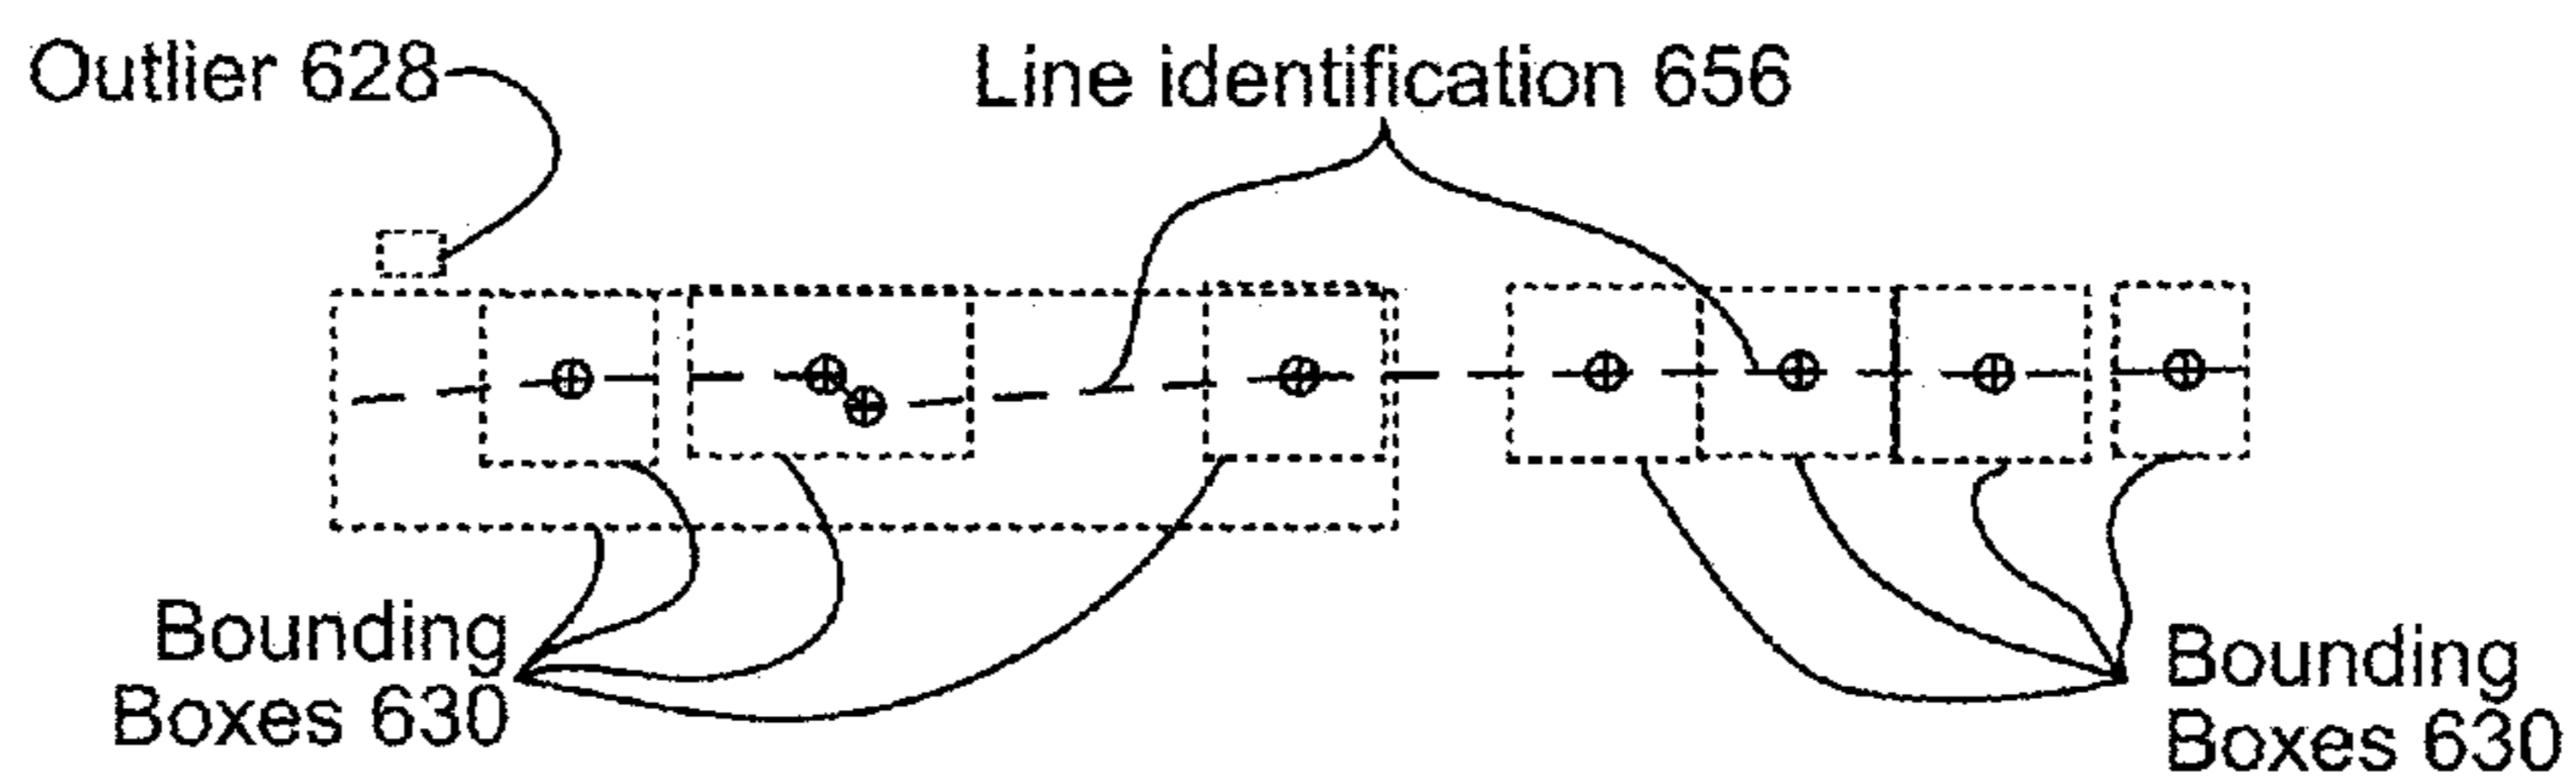 Outlier 628
Line identification 656
Bounding
Boxes 630
Bounding
Boxes 630